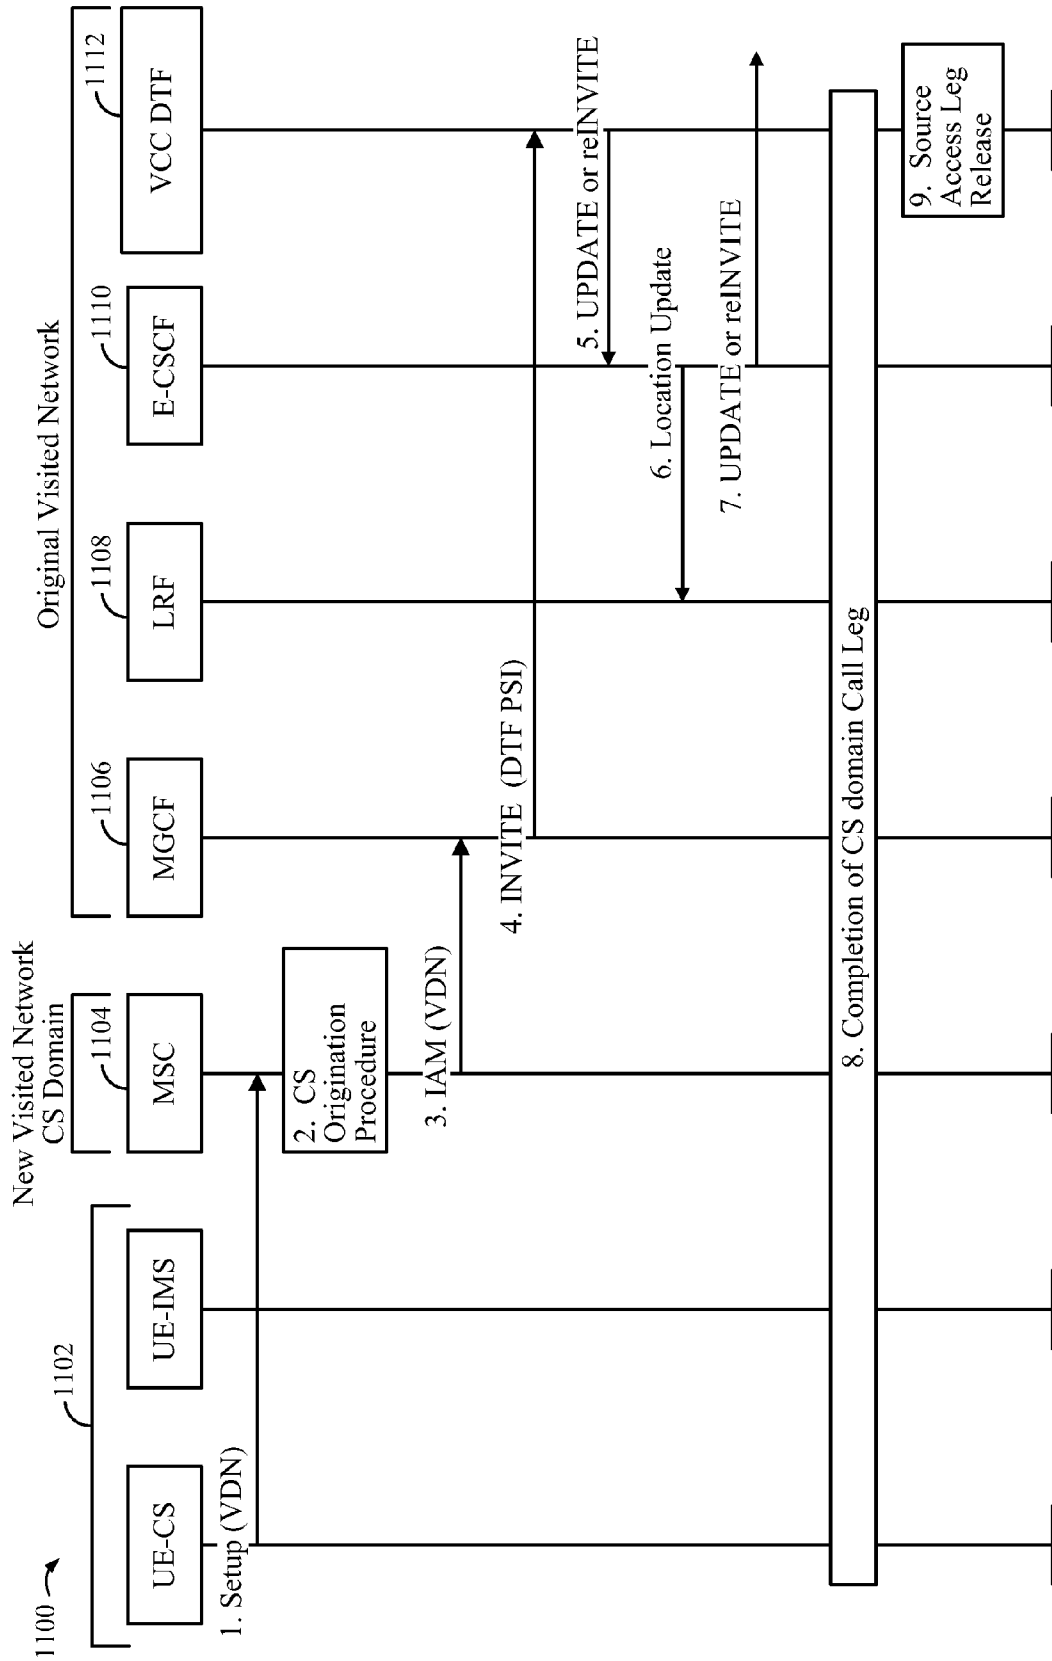 1100
1102
New Visited Network
CS Domain
Original Visited Network
1104
1106
1108
1110
1112
UE-CS
UE-IMS
MSC
MGCF
LRF
E-CSCF
VCC DTF
1. Setup (VDN)
2. CS
Origination
Procedure
3. IAM (VDN)
4. INVITE (DTF PSI)
5. UPDATE or reINVITE
6. Location Update
7. UPDATE or reINVITE
8. Completion of CS domain Call Leg
9. Source
Access Leg
Release